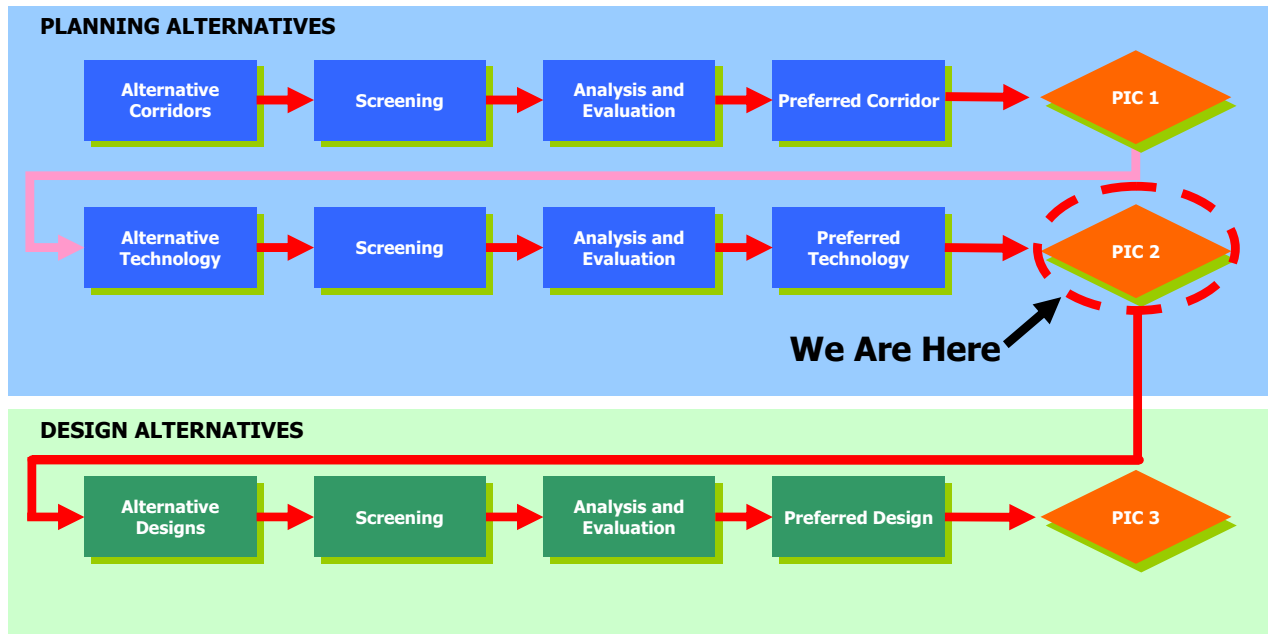 PLANNING ALTERNATIVES
Alternative
Corridors
Screening
Analysis and
Evaluation
Preferred Corridor
PIC 1
Alternative
Technology
Screening
Analysis and
Evaluation
Preferred
Technology
PIC 2
We Are Here
DESIGN ALTERNATIVES
Alternative
Designs
Screening
Analysis and
Evaluation
Preferred Design
PIC 3